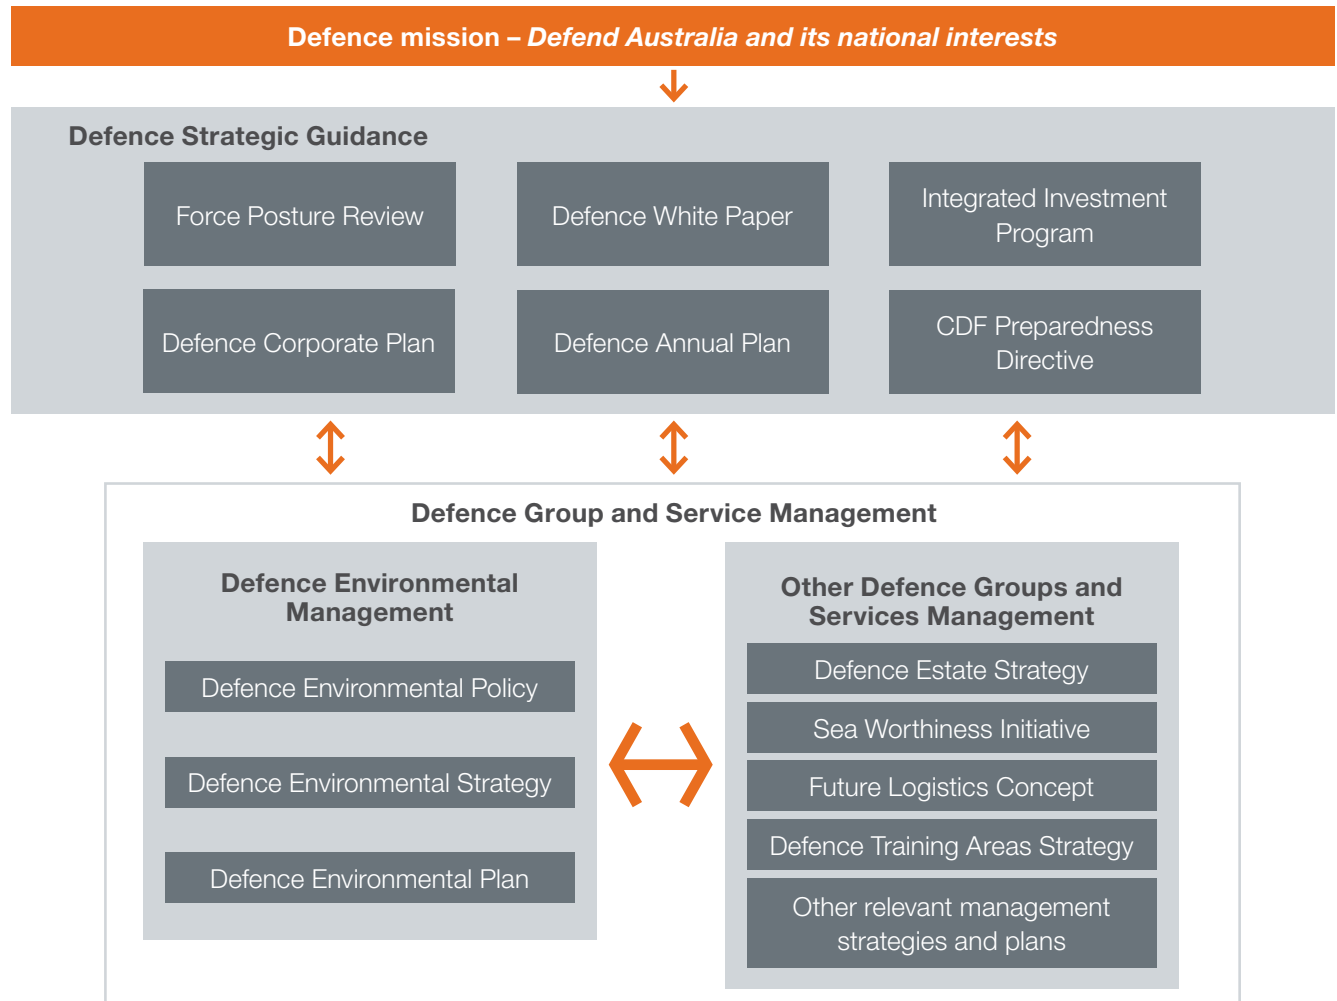 Defence mission – Defend Australia and its national interests
Defence Strategic Guidance
Force Posture Review
Defence White Paper
Integrated Investment
Program
Defence Corporate Plan
Defence Annual Plan
CDF Preparedness
Directive
Defence Group and Service Management
Defence Environmental
Management
Defence Environmental Policy
Defence Environmental Strategy
Defence Environmental Plan
Other Defence Groups and
Services Management
Defence Estate Strategy
Sea Worthiness Initiative
Future Logistics Concept
Defence Training Areas Strategy
Other relevant management
strategies and plans